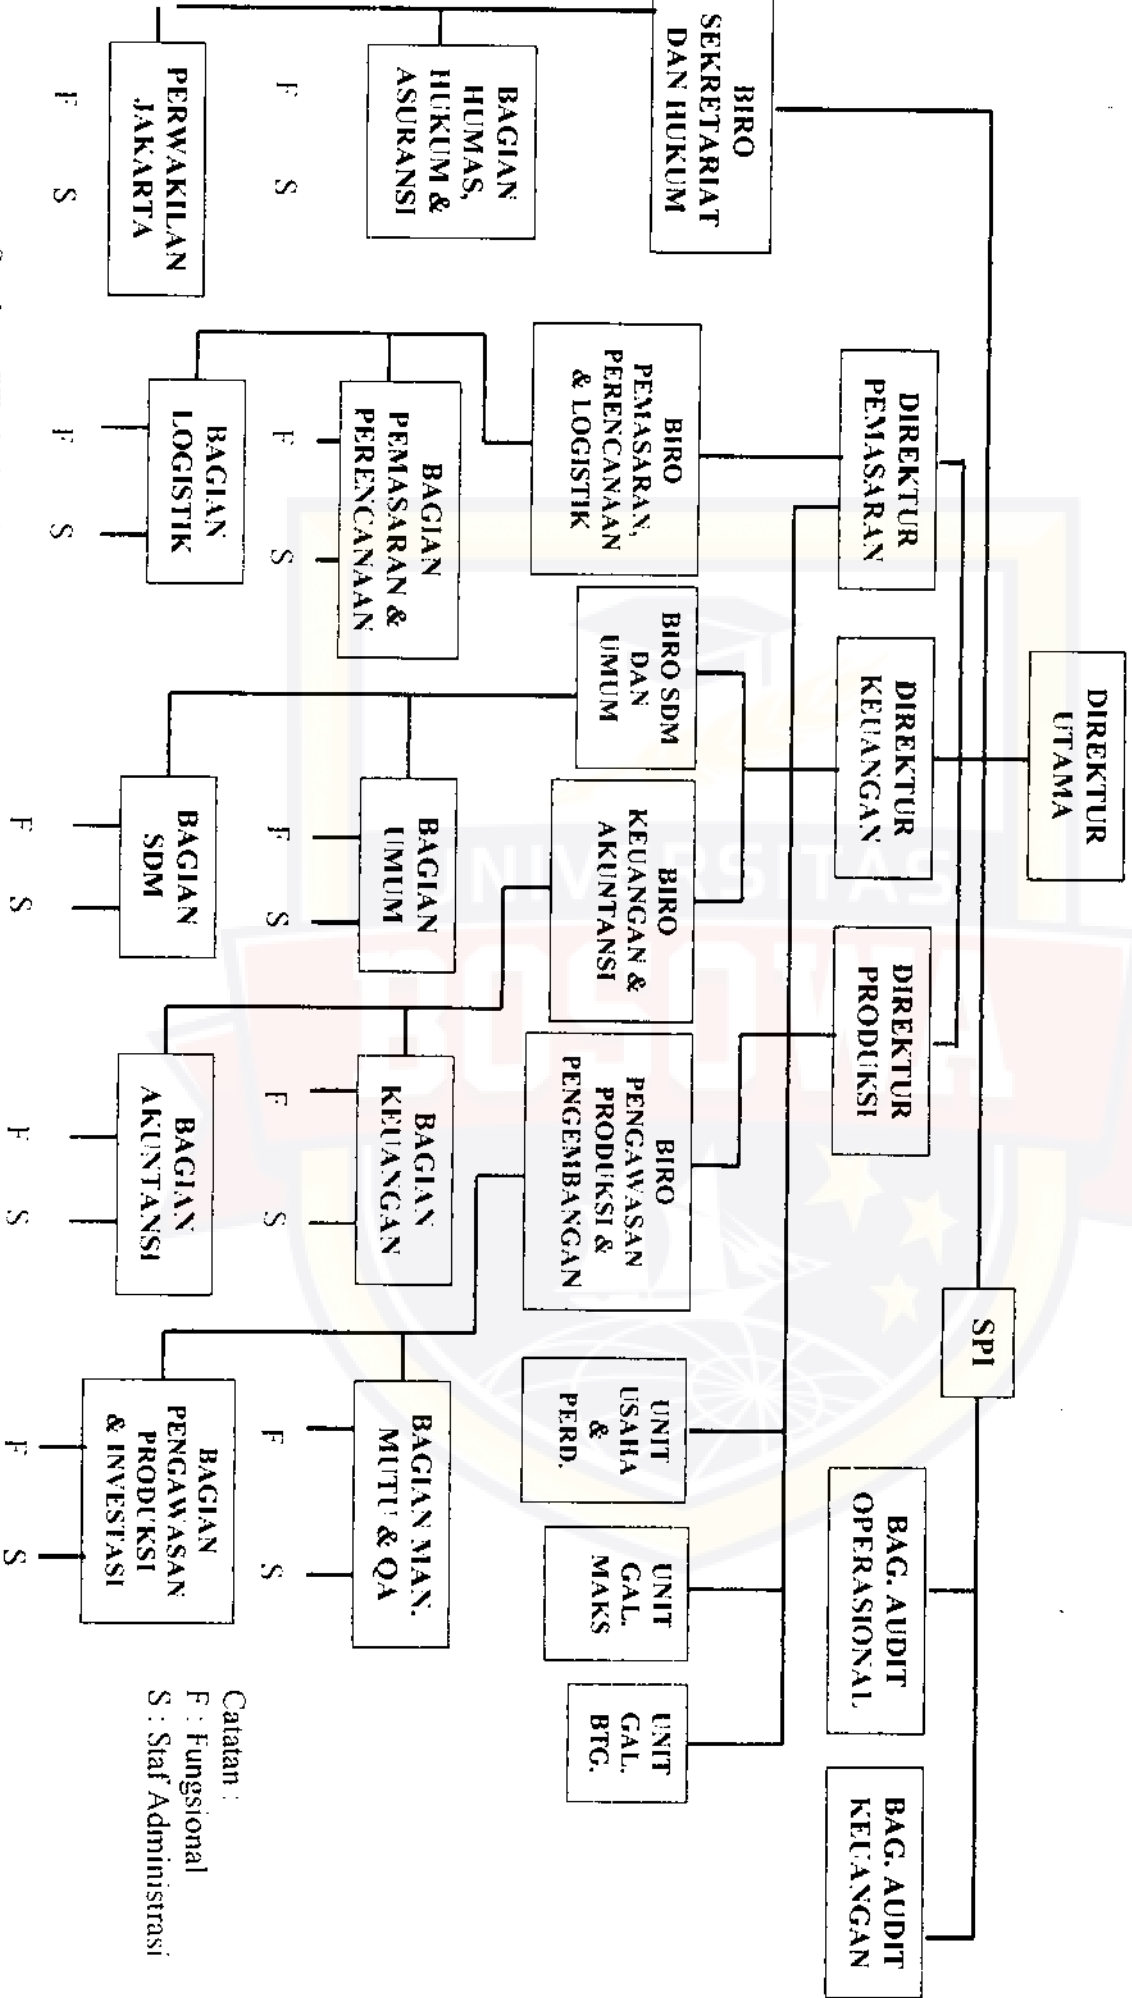 DIREKTUR
UTAMA
SPI
BIRO
SEKRETARIAT
DAN HUKUM
DIREKTUR
PEMASARAN
DIREKTUR
KEUANGAN
DIREKTUR
PRODUKSI
BAG. AUDIT
OPERASIONAL
BAG. AUDIT
KEUANGAN
BIRO
PEMASARAN,
PERENCANAAN
& LOGISTIK
BIRO SDM
DAN
UMUM
BIRO
KEUANGAN &
AKUNTANSI
BIRO
PENGAWASAN
PRODUKSI &
PENGEMBANGAN
UNIT
USAHA
&
PERD.
UNIT
GAL.
MAKS
UNIT
GAL.
BTG.
BAGIAN
HUMAS,
HUKUM &
ASURANSI
F S
BAGIAN
PEMASARAN &
PERENCANAAN
F S
BAGIAN
UMUM
F S
BAGIAN
KEUANGAN
F S
BAGIAN MAN.
MUTU & QA
F S
PERWAKILAN
JAKARTA
F S
BAGIAN
LOGISTIK
F S
BAGIAN
SDM
F S
BAGIAN
AKUNTANSI
F S
BAGIAN
PENGAWASAN
PRODUKSI
& INVESTASI
F S
Catatan :
F : Fungsional
S : Staf Administrasi
UNIVERSITAS
BOSOWA